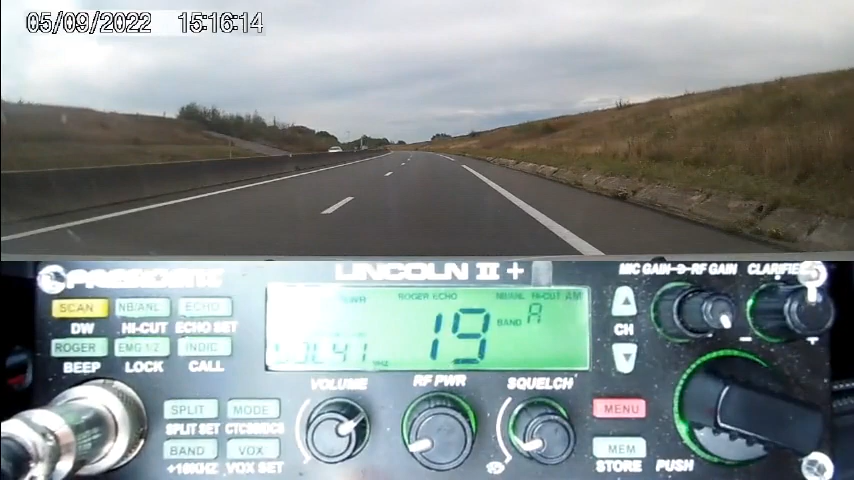 05/09/2022 15:16:14
PRESIDENT
LINCOLN II +
MIC GAIN RF GAIN CLARIFIER
SCAN NB/ANL ECHO
DW HI-CUT ECHO SET
ROGER EMG 1/2 INDIC
BEEP LOCK CALL
PWR ROGER ECHO NB/ANL HI-CUT AM
19 BAND A
VOL47
CH
VOLUME RF PWR SQUELCH
SPLIT MODE
SPLIT SET CTCSS/DCS
BAND VOX
+10KHZ VOX SET
MENU
MEM
STORE PUSH